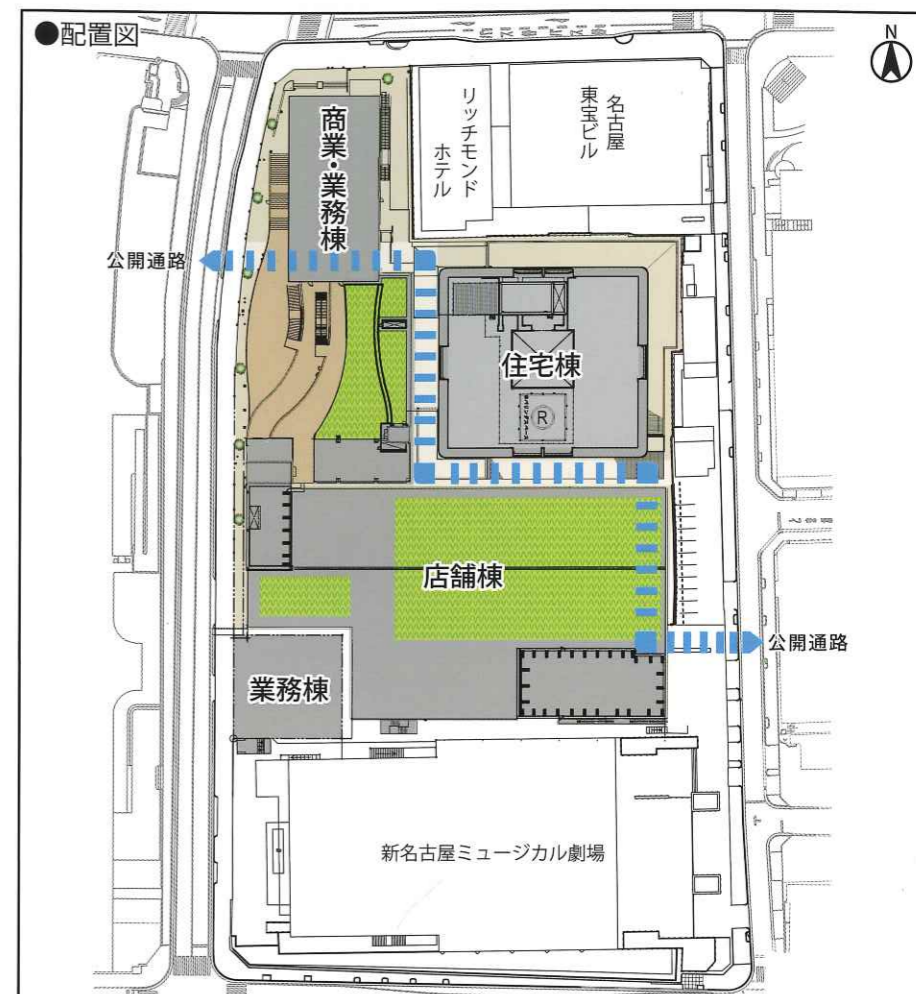 ●配置図
N
リッチモンド
ホテル
名古屋
東宝ビル
商業・業務棟
公開通路
住宅棟
R
店舗棟
公開通路
業務棟
新名古屋ミュージカル劇場